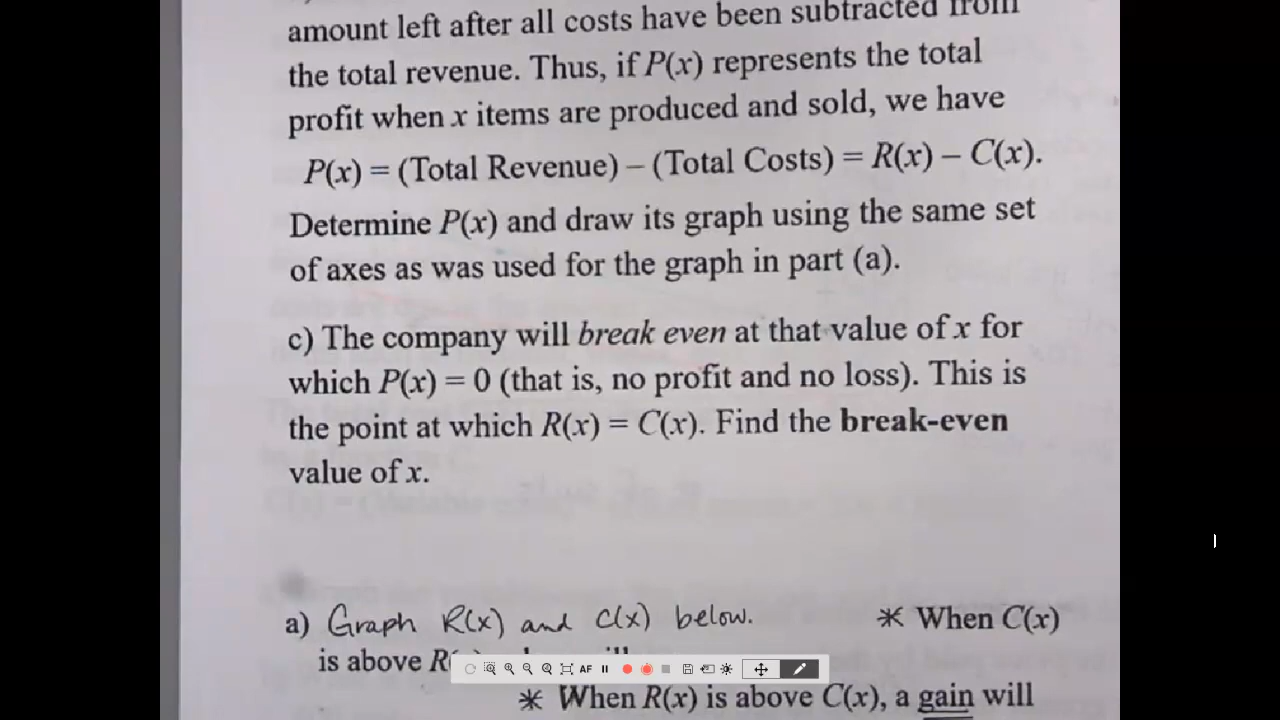 amount left after all costs have been subtracted from
the total revenue. Thus, if P(x) represents the total
profit when x items are produced and sold, we have
P(x) = (Total Revenue) – (Total Costs) = R(x) – C(x).
Determine P(x) and draw its graph using the same set
of axes as was used for the graph in part (a).
c) The company will break even at that value of x for
which P(x) = 0 (that is, no profit and no loss). This is
the point at which R(x) = C(x). Find the break-even
value of x.
a) Graph R(x) and C(x) below. * When C(x)
is above
AF
* When R(x) is above C(x), a gain will